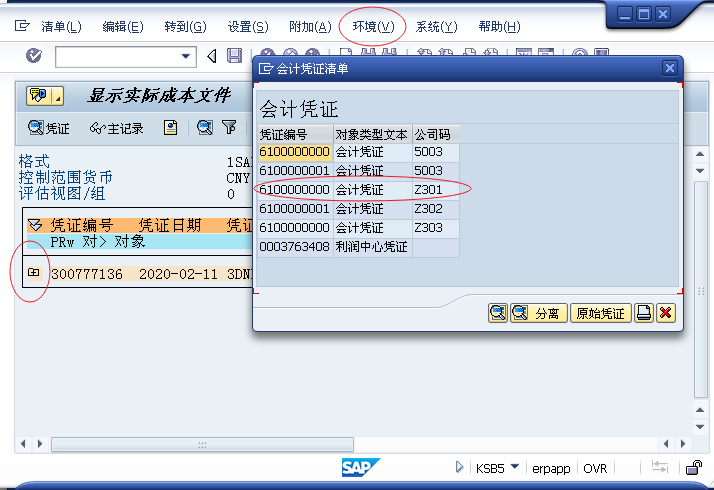 清单(L) 编辑(E) 转到(G) 设置(S) 附加(A) 环境(V) 系统(Y) 帮助(H)
显示实际成本文件
凭证 主记录
格式 1SA
控制范围货币 CNY
评估视图/组 0
凭证编号 凭证日期 凭证
PRw 对> 对象
300777136 2020-02-11 3DN
会计凭证清单
会计凭证
凭证编号 对象类型文本 公司码
6100000000 会计凭证 5003
6100000001 会计凭证 5003
6100000000 会计凭证 Z301
6100000001 会计凭证 Z302
6100000000 会计凭证 Z303
0003763408 利润中心凭证
分离 原始凭证
SAP KSB5 erpapp OVR